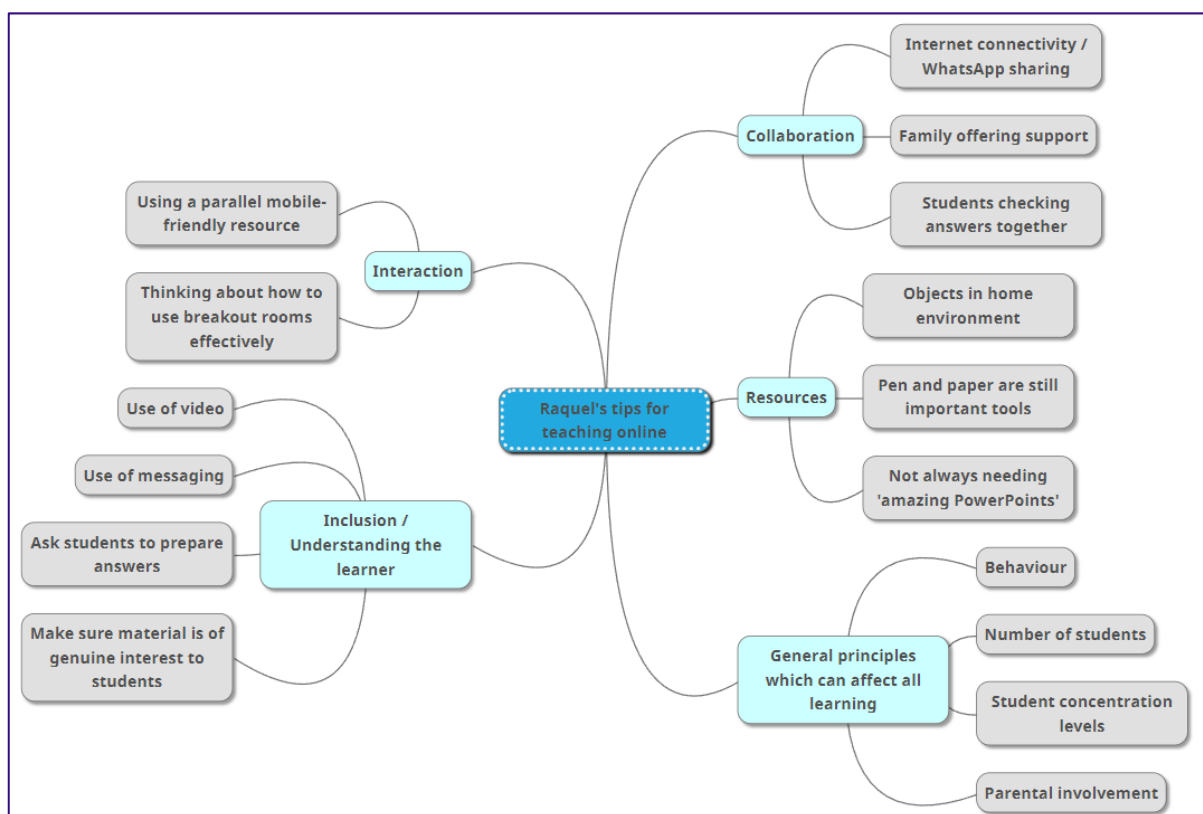 Raquel's tips for
teaching online
Collaboration
Internet connectivity /
WhatsApp sharing
Family offering support
Students checking
answers together
Resources
Objects in home
environment
Pen and paper are still
important tools
Not always needing
'amazing PowerPoints'
General principles
which can affect all
learning
Behaviour
Number of students
Student concentration
levels
Parental involvement
Interaction
Using a parallel mobile-
friendly resource
Thinking about how to
use breakout rooms
effectively
Inclusion /
Understanding the
learner
Use of video
Use of messaging
Ask students to prepare
answers
Make sure material is of
genuine interest to
students